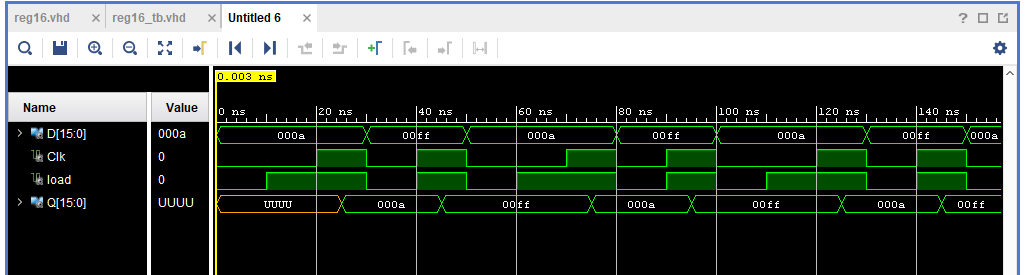 reg16.vhd × reg16_tb.vhd × Untitled 6 × ?
0.003 ns
Name Value 0 ns 20 ns 40 ns 60 ns 80 ns 100 ns 120 ns 140 ns
D[15:0] 000a 000a 00ff 000a 00ff 000a 00ff 000a
Clk 0
load 0
Q[15:0] UUUU UUUU 000a 00ff 000a 00ff 000a 00ff